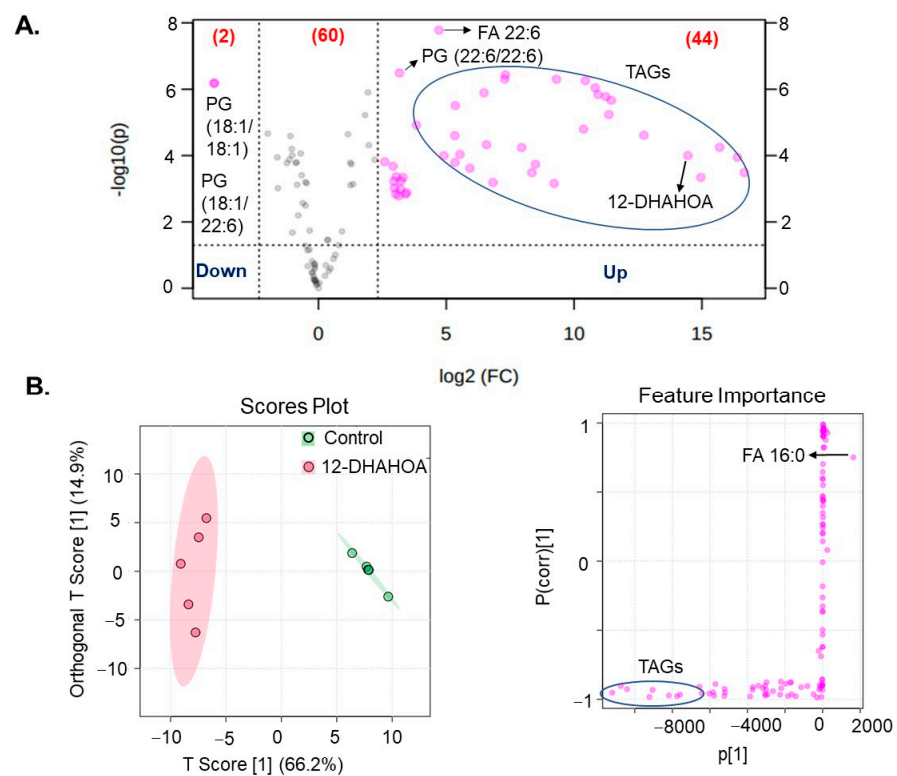 A.
(2)
(60)
(44)
FA 22:6
PG (22:6/22:6)
TAGs
PG
(18:1/
18:1)
PG
(18:1/
22:6)
12-DHAHOA
Down
Up
-log10(p)
8
6
4
2
0
8
6
4
2
0
0
5
10
15
log2 (FC)
B.
Scores Plot
Control
12-DHAHOA
Orthogonal T Score [1] (14.9%)
10
5
0
−5
−10
−10
−5
0
5
10
T Score [1] (66.2%)
Feature Importance
FA 16:0
TAGs
P(corr)[1]
1
0
−1
−8000
−4000
0
2000
p[1]